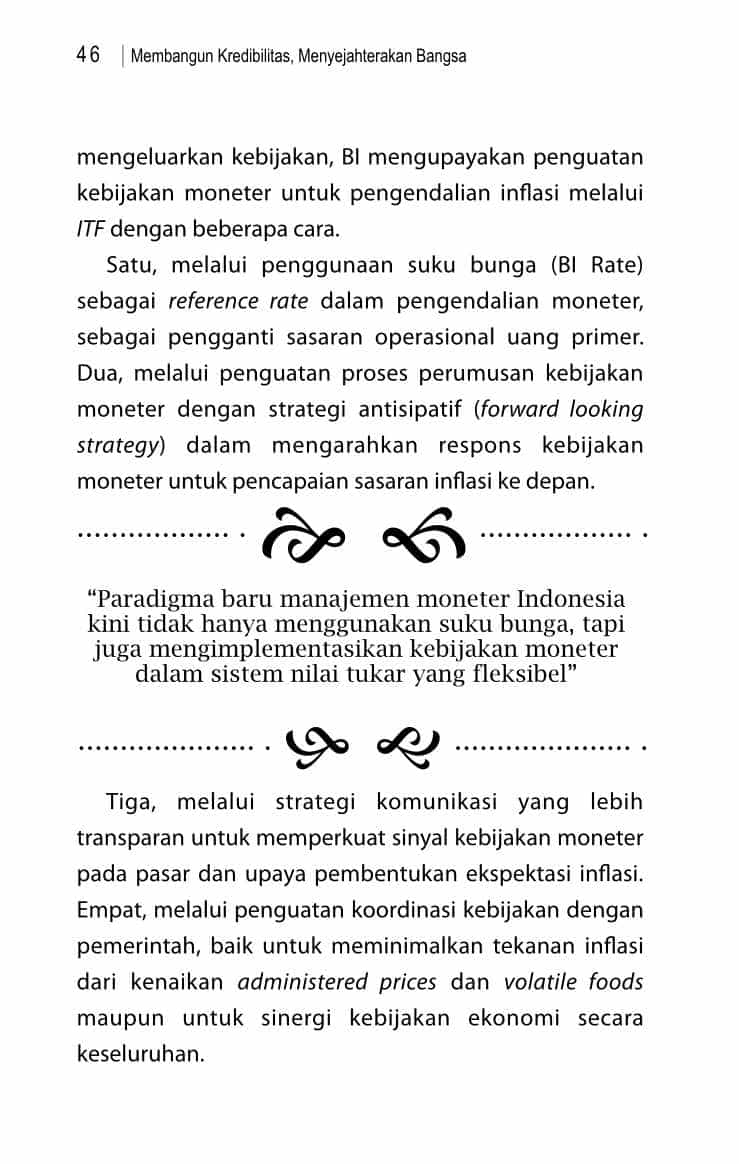 46 | Membangun Kredibilitas, Menyejahterakan Bangsa
mengeluarkan kebijakan, BI mengupayakan penguatan
kebijakan moneter untuk pengendalian inflasi melalui
ITF dengan beberapa cara.
Satu, melalui penggunaan suku bunga (BI Rate)
sebagai reference rate dalam pengendalian moneter,
sebagai pengganti sasaran operasional uang primer.
Dua, melalui penguatan proses perumusan kebijakan
moneter dengan strategi antisipatif (forward looking
strategy) dalam mengarahkan respons kebijakan
moneter untuk pencapaian sasaran inflasi ke depan.
“Paradigma baru manajemen moneter Indonesia
kini tidak hanya menggunakan suku bunga, tapi
juga mengimplementasikan kebijakan moneter
dalam sistem nilai tukar yang fleksibel”
Tiga, melalui strategi komunikasi yang lebih
transparan untuk memperkuat sinyal kebijakan moneter
pada pasar dan upaya pembentukan ekspektasi inflasi.
Empat, melalui penguatan koordinasi kebijakan dengan
pemerintah, baik untuk meminimalkan tekanan inflasi
dari kenaikan administered prices dan volatile foods
maupun untuk sinergi kebijakan ekonomi secara
keseluruhan.